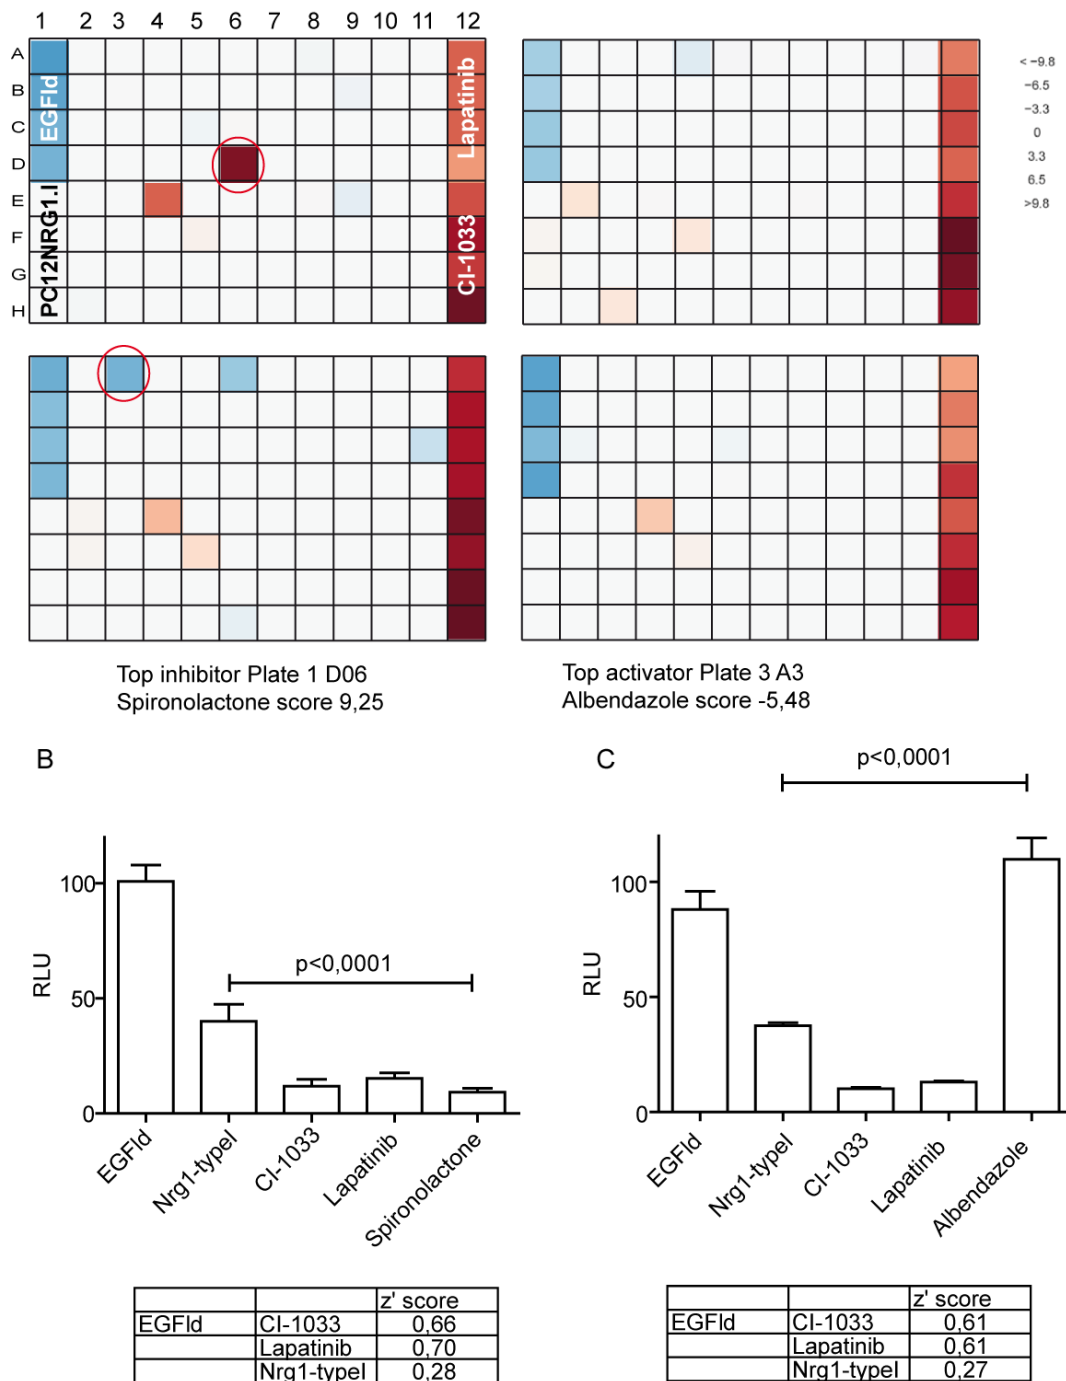 1 2 3 4 5 6 7 8 9 10 11 12
A
B
C
D
E
F
G
H
EGFld
PC12NRG1.I
Lapatinib
CI-1033
< −9.8
−6.5
−3.3
0
3.3
6.5
>9.8
Top inhibitor Plate 1 D06
Spironolactone score 9,25
Top activator Plate 3 A3
Albendazole score -5,48
B
p<0,0001
RLU
100
50
0
EGFld
Nrg1-typeI
CI-1033
Lapatinib
Spironolactone
z' score
EGFld CI-1033 0,66
Lapatinib 0,70
Nrg1-typeI 0,28
C
p<0,0001
RLU
100
50
0
EGFld
Nrg1-typeI
CI-1033
Lapatinib
Albendazole
z' score
EGFld CI-1033 0,61
Lapatinib 0,61
Nrg1-typeI 0,27